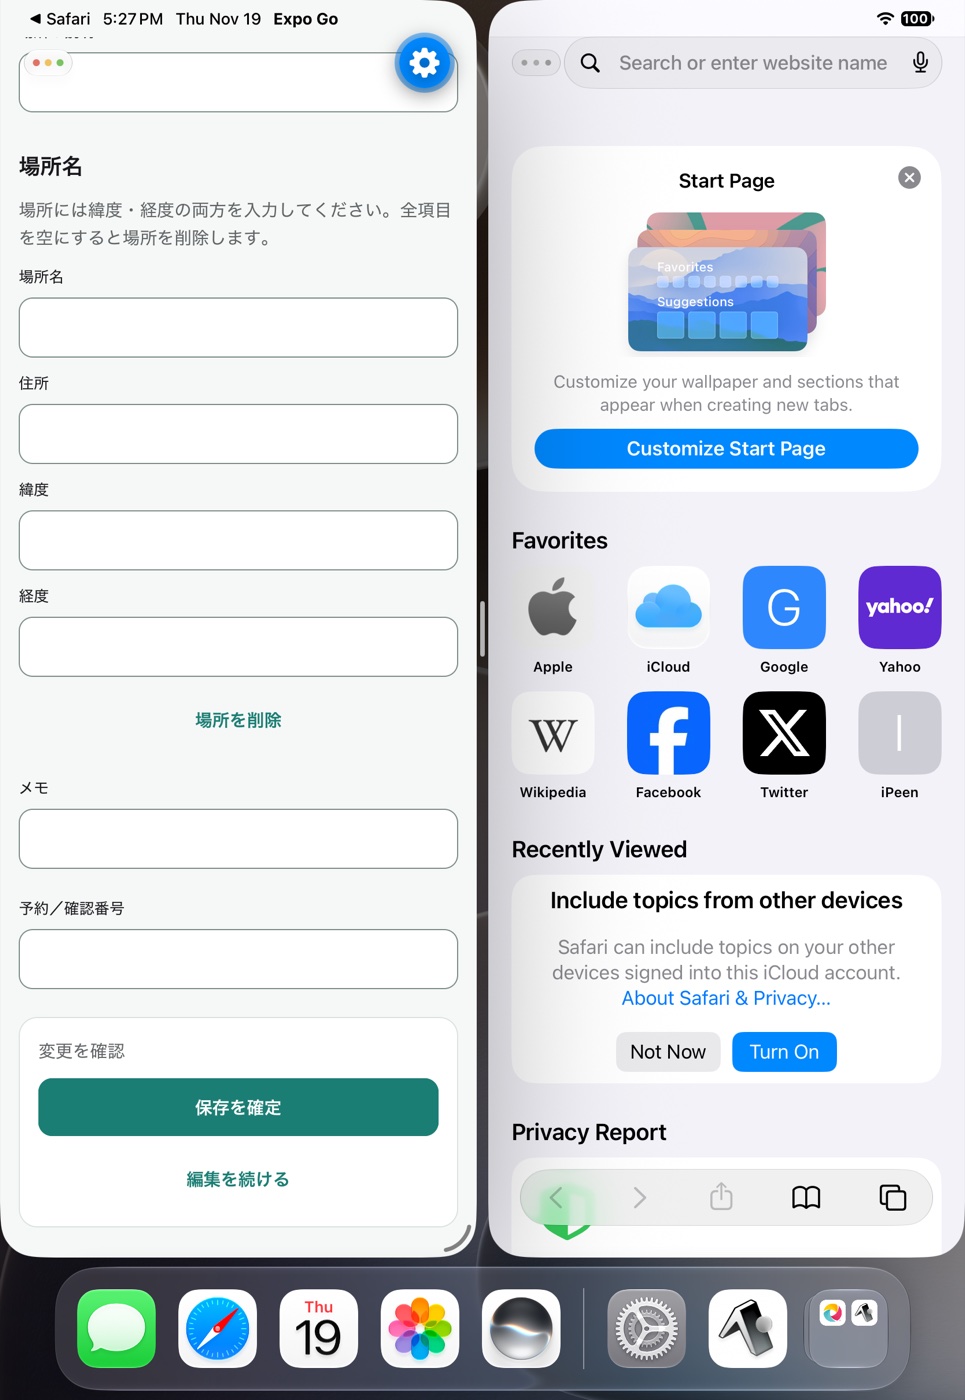 ◀ Safari 5:27 PM Thu Nov 19 Expo Go
100
場所名
場所には緯度・経度の両方を入力してください。全項目
を空にすると場所を削除します。
場所名
住所
緯度
経度
場所を削除
メモ
予約／確認番号
変更を確認
保存を確定
編集を続ける
Search or enter website name
Start Page
Favorites
Suggestions
Customize your wallpaper and sections that
appear when creating new tabs.
Customize Start Page
Favorites
G
yahoo!
Apple
iCloud
Google
Yahoo
W
f
X
I
Wikipedia
Facebook
Twitter
iPeen
Recently Viewed
Include topics from other devices
Safari can include topics on your other
devices signed into this iCloud account.
About Safari & Privacy...
Not Now
Turn On
Privacy Report
Thu
19